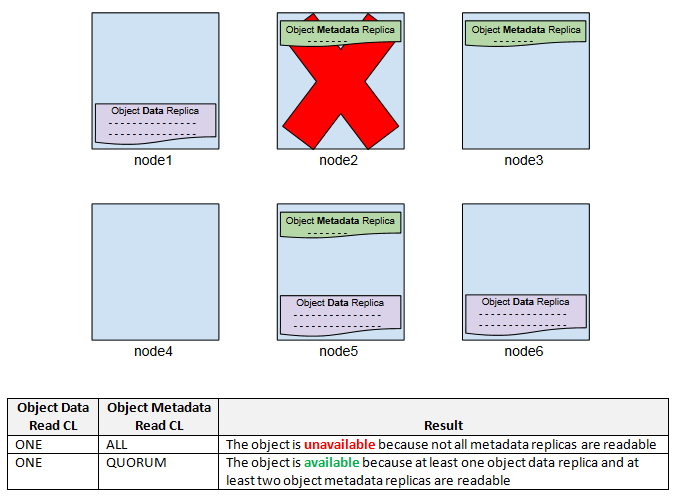 Object Metadata Replica
Object Metadata Replica
Object Data Replica
node1
node2
node3
Object Metadata Replica
Object Data Replica
Object Data Replica
node4
node5
node6
Object Data Read CL
Object Metadata Read CL
Result
ONE
ALL
The object is unavailable because not all metadata replicas are readable
ONE
QUORUM
The object is available because at least one object data replica and at
least two object metadata replicas are readable